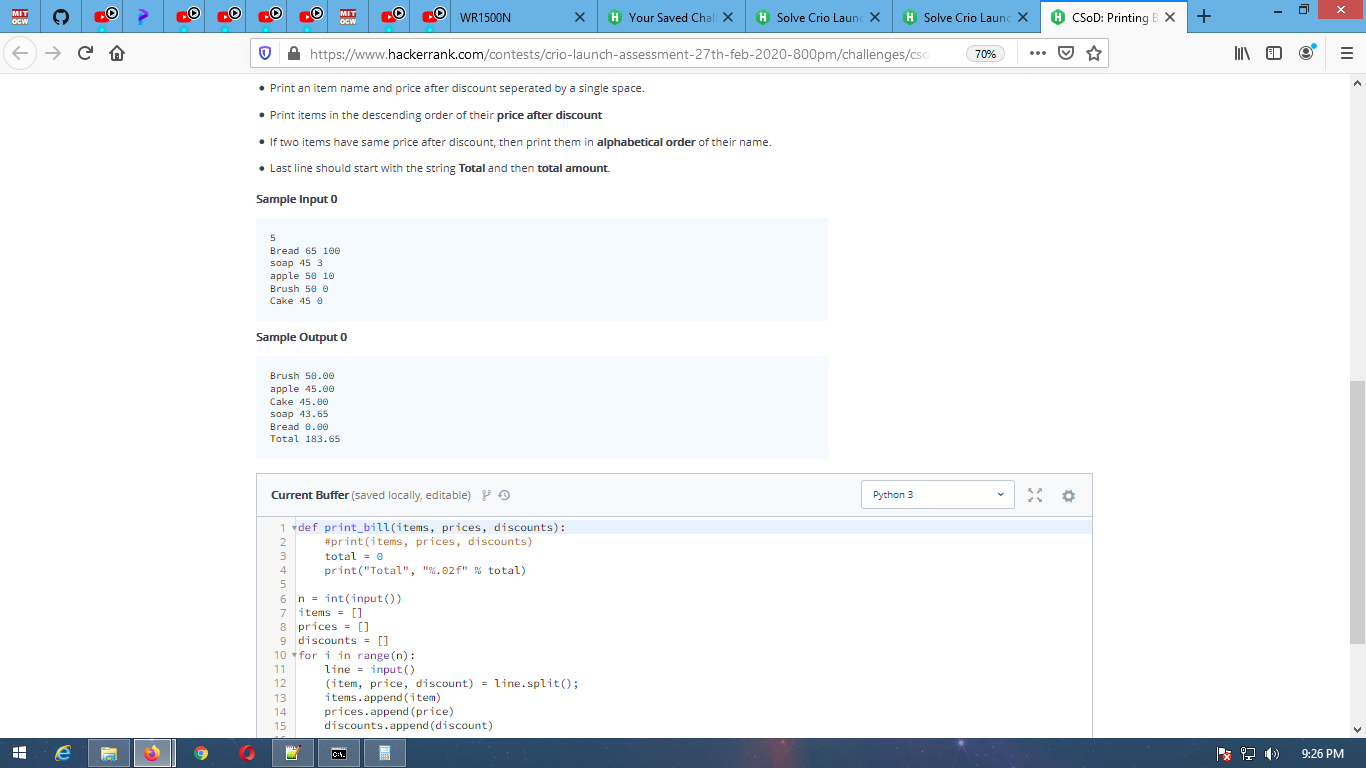 MIT
OCW
MIT
OCW
WR1500N
Your Saved Chal
Solve Crio Launc
Solve Crio Launc
CSoD: Printing B
https://www.hackerrank.com/contests/crio-launch-assessment-27th-feb-2020-800pm/challenges/cso
70%
• Print an item name and price after discount seperated by a single space.
• Print items in the descending order of their price after discount
• If two items have same price after discount, then print them in alphabetical order of their name.
• Last line should start with the string Total and then total amount.
Sample Input 0
5
Bread 65 100
soap 45 3
apple 50 10
Brush 50 0
Cake 45 0
Sample Output 0
Brush 50.00
apple 45.00
Cake 45.00
soap 43.65
Bread 0.00
Total 183.65
Current Buffer (saved locally, editable)
Python 3
1 def print_bill(items, prices, discounts):
2 #print(items, prices, discounts)
3 total = 0
4 print("Total", "%.02f" % total)
5
6 n = int(input())
7 items = []
8 prices = []
9 discounts = []
10 for i in range(n):
11 line = input()
12 (item, price, discount) = line.split();
13 items.append(item)
14 prices.append(price)
15 discounts.append(discount)
9:26 PM